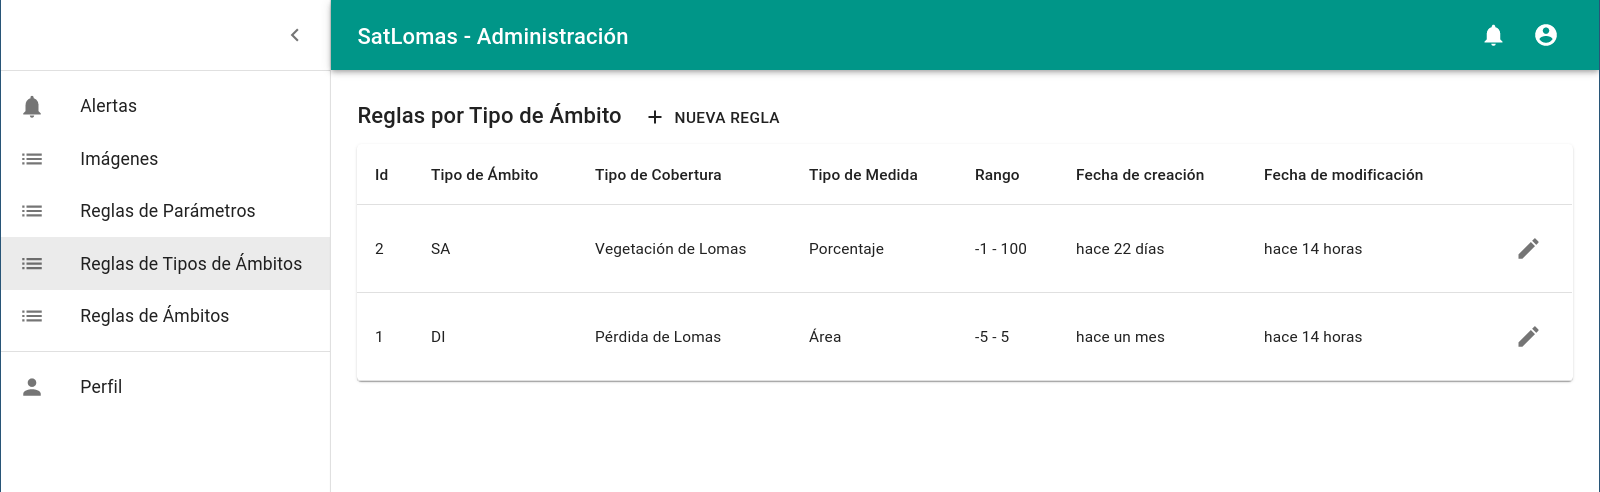 SatLomas - Administración
Alertas
Imágenes
Reglas de Parámetros
Reglas de Tipos de Ámbitos
Reglas de Ámbitos
Perfil
Reglas por Tipo de Ámbito + NUEVA REGLA
Id Tipo de Ámbito Tipo de Cobertura Tipo de Medida Rango Fecha de creación Fecha de modificación
2 SA Vegetación de Lomas Porcentaje -1 - 100 hace 22 días hace 14 horas
1 DI Pérdida de Lomas Área -5 - 5 hace un mes hace 14 horas